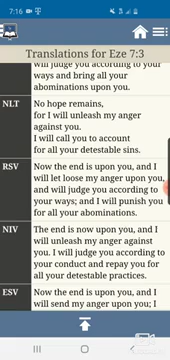 7:16
Translations for Eze 7:3
will judge you according to your
ways and bring all your
abominations upon you.
NLT
No hope remains,
for I will unleash my anger
against you.
I will call you to account
for all your detestable sins.
RSV
Now the end is upon you, and I
will let loose my anger upon you,
and will judge you according to
your ways; and I will punish you
for all your abominations.
NIV
The end is now upon you, and I
will unleash my anger against
you. I will judge you according to
your conduct and repay you for
all your detestable practices.
ESV
Now the end is upon you, and I
will send my anger upon you; I